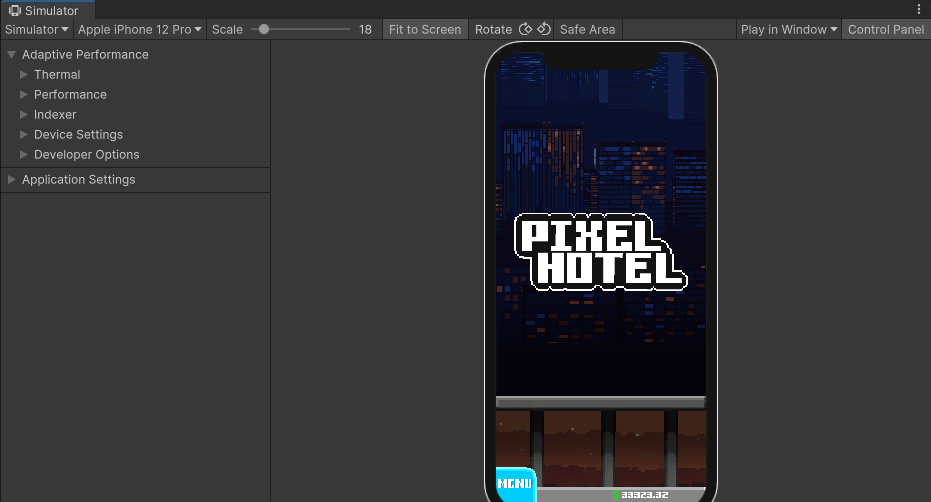 Simulator
Simulator Apple iPhone 12 Pro Scale 18 Fit to Screen Rotate Safe Area Play in Window Control Panel
Adaptive Performance
Thermal
Performance
Indexer
Device Settings
Developer Options
Application Settings
PIXEL
HOTEL
MENU
33323.32